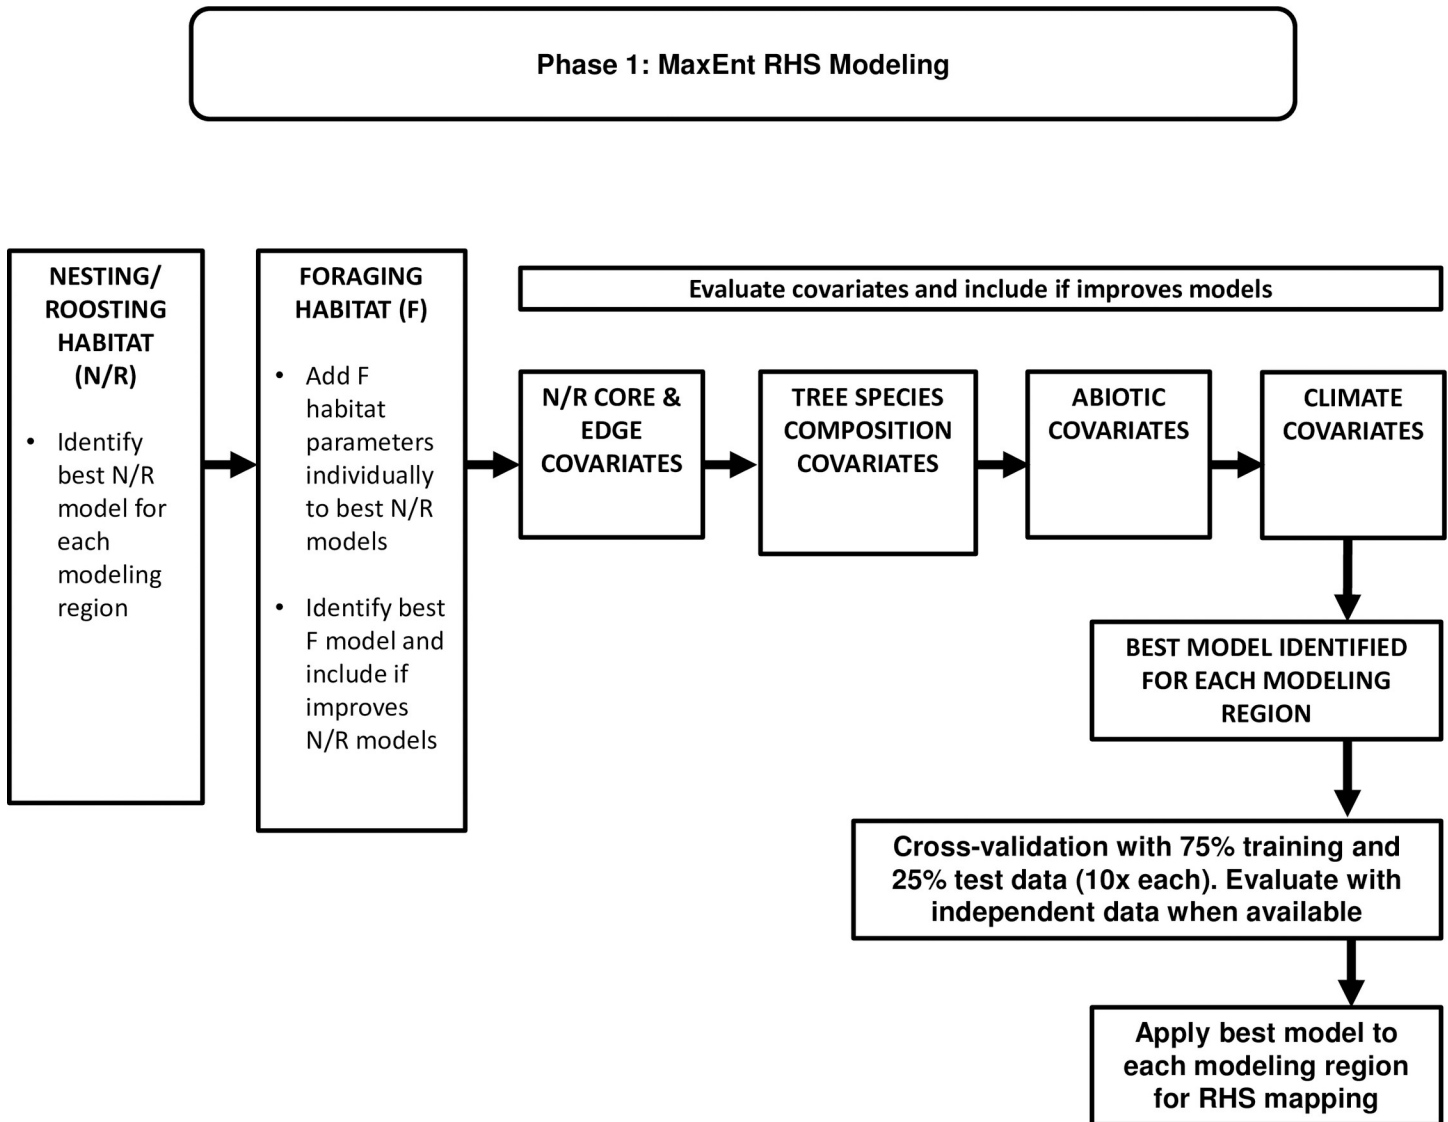 Phase 1: MaxEnt RHS Modeling
NESTING/
ROOSTING
HABITAT
(N/R)
• Identify
best N/R
model for
each
modeling
region
FORAGING
HABITAT (F)
• Add F
habitat
parameters
individually
to best N/R
models
• Identify best
F model and
include if
improves
N/R models
Evaluate covariates and include if improves models
N/R CORE &
EDGE
COVARIATES
TREE SPECIES
COMPOSITION
COVARIATES
ABIOTIC
COVARIATES
CLIMATE
COVARIATES
BEST MODEL IDENTIFIED
FOR EACH MODELING
REGION
Cross-validation with 75% training and
25% test data (10x each). Evaluate with
independent data when available
Apply best model to
each modeling region
for RHS mapping